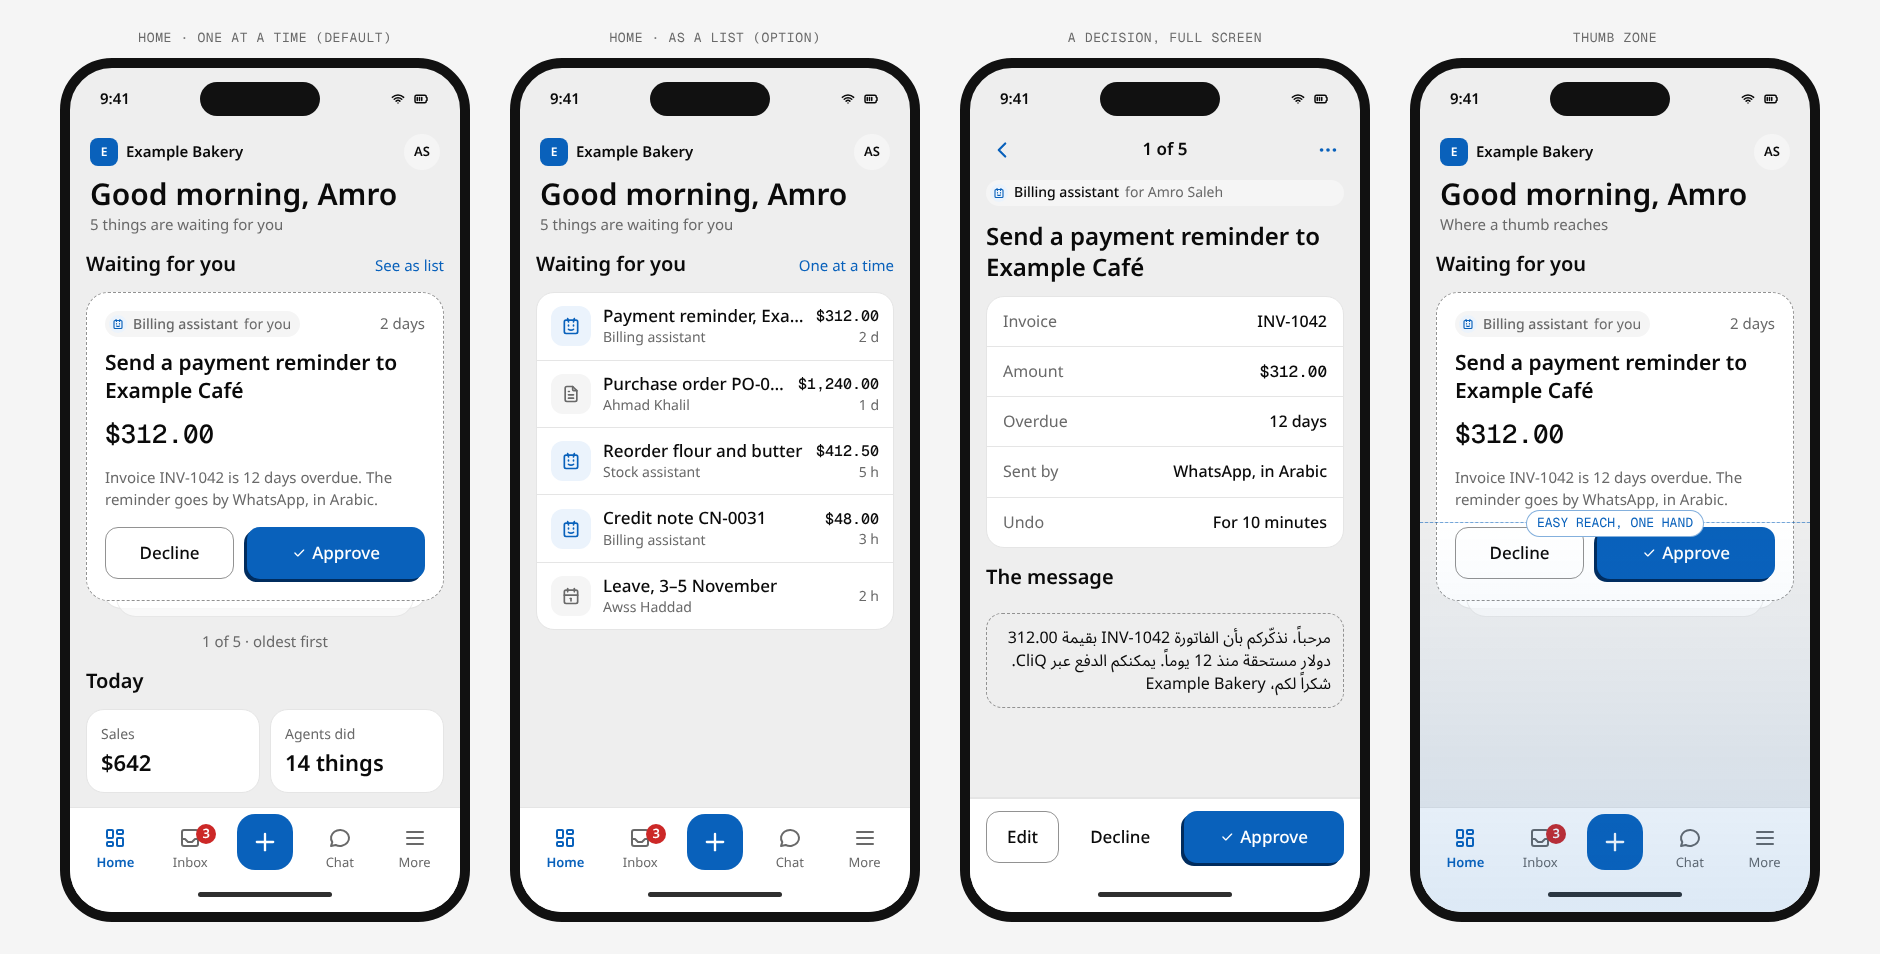 HOME · ONE AT A TIME (DEFAULT)
9:41
E
Example Bakery
AS
Good morning, Amro
5 things are waiting for you
Waiting for you
See as list
Billing assistant for you
2 days
Send a payment reminder to
Example Café
$312.00
Invoice INV-1042 is 12 days overdue. The
reminder goes by WhatsApp, in Arabic.
Decline
Approve
1 of 5 · oldest first
Today
Sales
$642
Agents did
14 things
Home
Inbox
3
Chat
More
HOME · AS A LIST (OPTION)
9:41
E
Example Bakery
AS
Good morning, Amro
5 things are waiting for you
Waiting for you
One at a time
Payment reminder, Exa...
$312.00
Billing assistant
2 d
Purchase order PO-0...
$1,240.00
Ahmad Khalil
1 d
Reorder flour and butter
$412.50
Stock assistant
5 h
Credit note CN-0031
$48.00
Billing assistant
3 h
Leave, 3–5 November
Awss Haddad
2 h
Home
Inbox
3
Chat
More
A DECISION, FULL SCREEN
9:41
1 of 5
Billing assistant for Amro Saleh
Send a payment reminder to
Example Café
Invoice
INV-1042
Amount
$312.00
Overdue
12 days
Sent by
WhatsApp, in Arabic
Undo
For 10 minutes
The message
مرحباً، نذكّركم بأن الفاتورة INV-1042 بقيمة 312.00
دولار مستحقة منذ 12 يوماً. يمكنكم الدفع عبر CliQ.
شكراً لكم، Example Bakery
Edit
Decline
Approve
THUMB ZONE
9:41
E
Example Bakery
AS
Good morning, Amro
Where a thumb reaches
Waiting for you
Billing assistant for you
2 days
Send a payment reminder to
Example Café
$312.00
Invoice INV-1042 is 12 days overdue. The
reminder goes by WhatsApp, in Arabic.
EASY REACH, ONE HAND
Decline
Approve
Home
Inbox
3
Chat
More